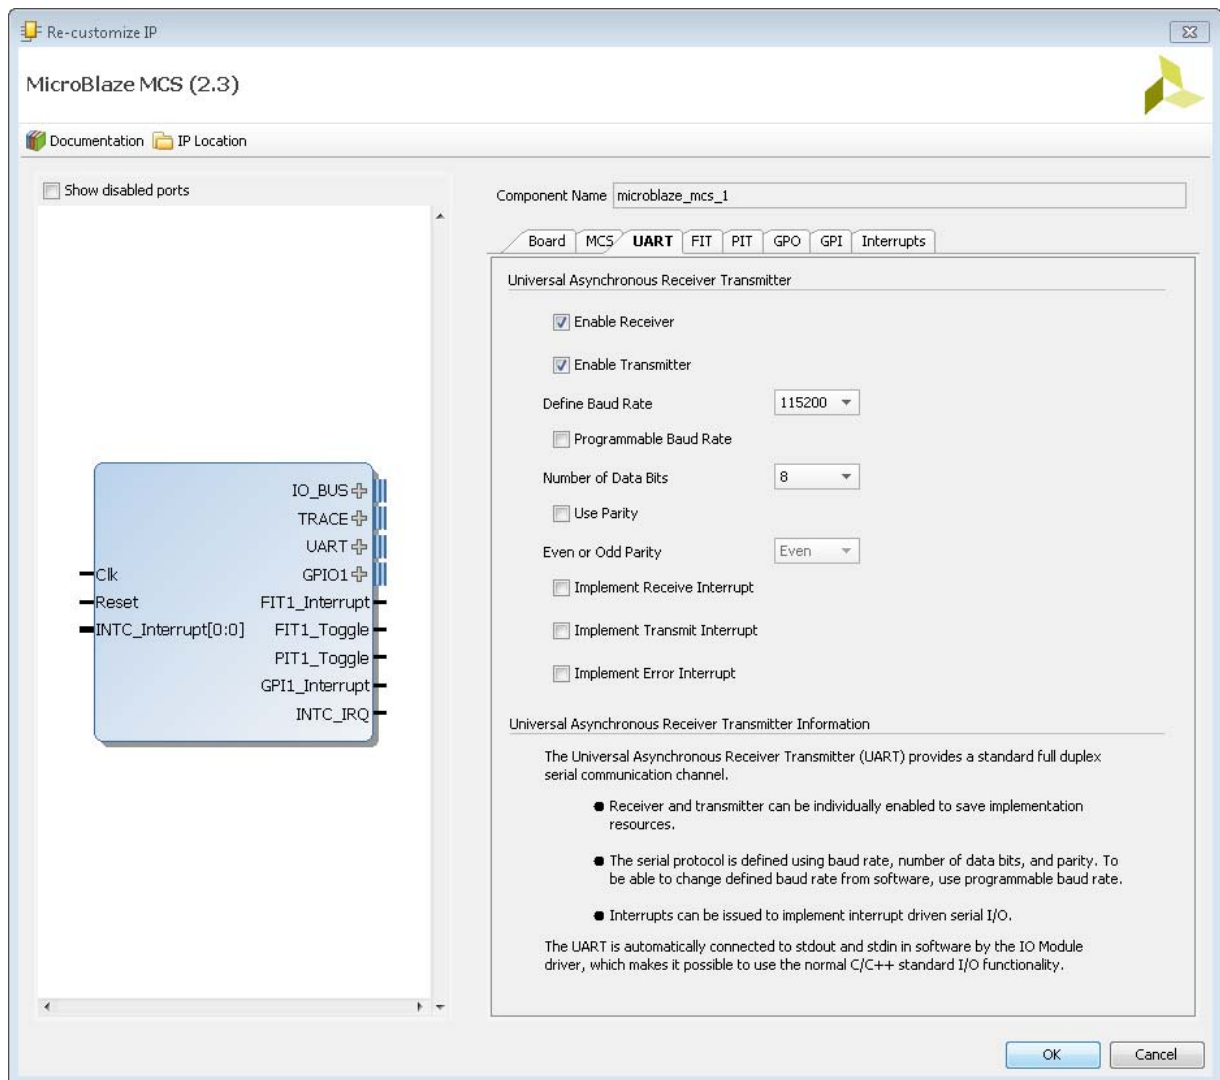 Re-customize IP
MicroBlaze MCS (2.3)
Documentation IP Location
Show disabled ports
IO_BUS
TRACE
UART
Clk GPIO1
Reset FIT1_Interrupt
INTC_Interrupt[0:0] FIT1_Toggle
PIT1_Toggle
GPI1_Interrupt
INTC_IRQ
Component Name microblaze_mcs_1
Board MCS UART FIT PIT GPO GPI Interrupts
Universal Asynchronous Receiver Transmitter
Enable Receiver
Enable Transmitter
Define Baud Rate 115200
Programmable Baud Rate
Number of Data Bits 8
Use Parity
Even or Odd Parity Even
Implement Receive Interrupt
Implement Transmit Interrupt
Implement Error Interrupt
Universal Asynchronous Receiver Transmitter Information
The Universal Asynchronous Receiver Transmitter (UART) provides a standard full duplex
serial communication channel.
● Receiver and transmitter can be individually enabled to save implementation
resources.
● The serial protocol is defined using baud rate, number of data bits, and parity. To
be able to change defined baud rate from software, use programmable baud rate.
● Interrupts can be issued to implement interrupt driven serial I/O.
The UART is automatically connected to stdout and stdin in software by the IO Module
driver, which makes it possible to use the normal C/C++ standard I/O functionality.
OK Cancel